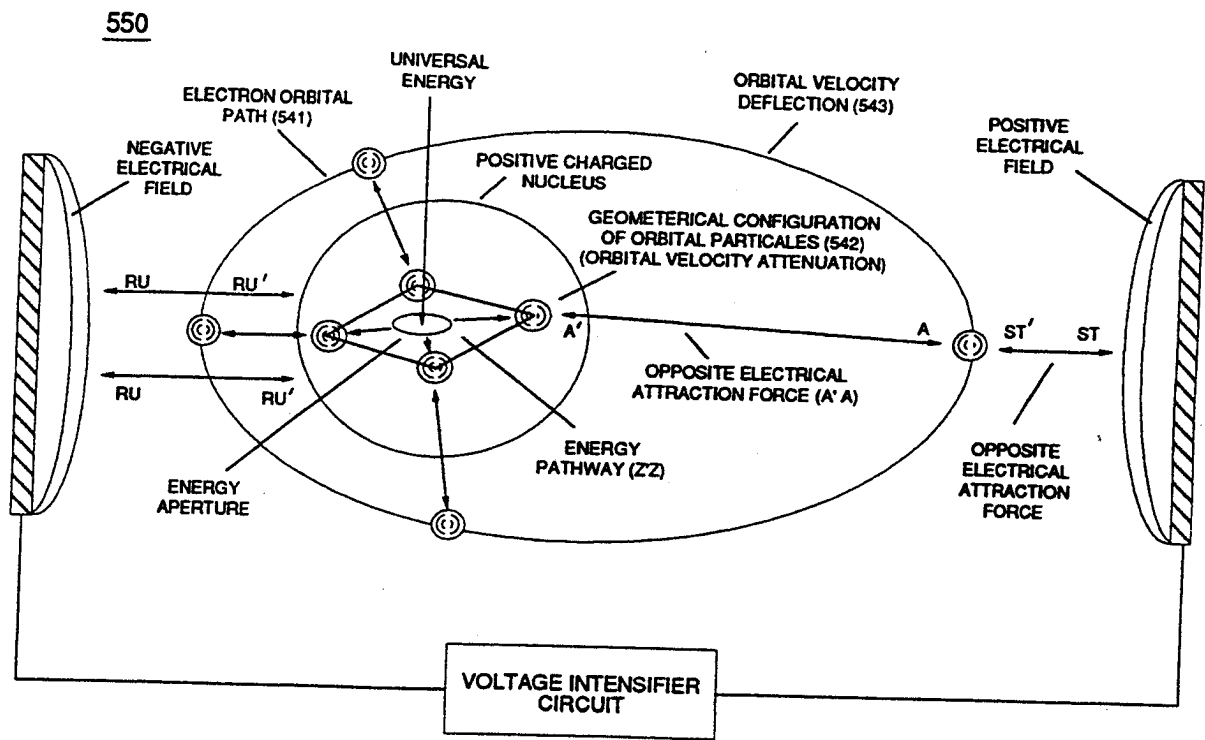 550
UNIVERSAL
ENERGY
ELECTRON ORBITAL
PATH (541)
ORBITAL VELOCITY
DEFLECTION (543)
NEGATIVE
ELECTRICAL
FIELD
POSITIVE
ELECTRICAL
FIELD
POSITIVE CHARGED
NUCLEUS
GEOMETERICAL CONFIGURATION
OF ORBITAL PARTICALES (542)
(ORBITAL VELOCITY ATTENUATION)
RU RU'
A' A ST' ST
RU RU'
OPPOSITE ELECTRICAL
ATTRACTION FORCE (A' A)
ENERGY
PATHWAY (Z'Z)
OPPOSITE
ELECTRICAL
ATTRACTION
FORCE
ENERGY
APERTURE
VOLTAGE INTENSIFIER
CIRCUIT